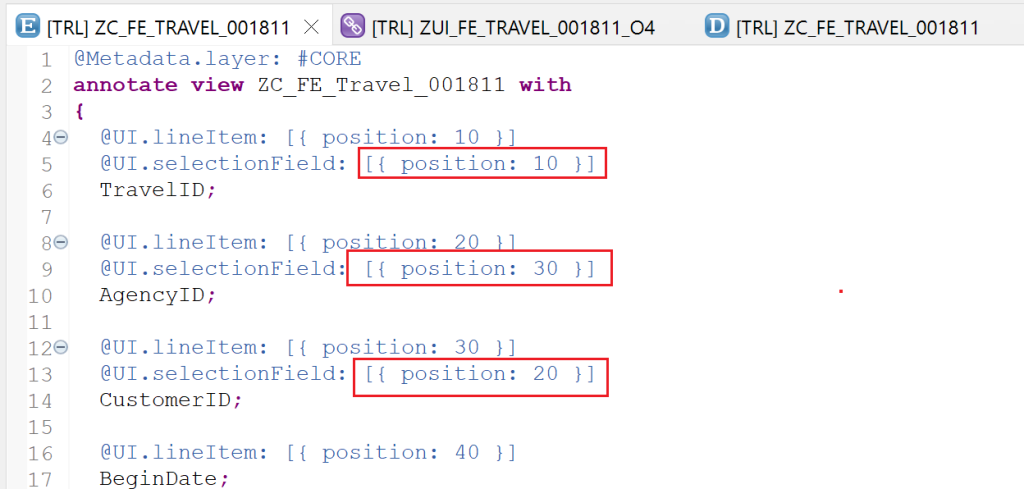 E [TRL] ZC_FE_TRAVEL_001811 [TRL] ZUI_FE_TRAVEL_001811_O4 D [TRL] ZC_FE_TRAVEL_001811
1 @Metadata.layer: #CORE
2 annotate view ZC_FE_Travel_001811 with
3 {
4 @UI.lineItem: [{ position: 10 }]
5 @UI.selectionField: [{ position: 10 }]
6 TravelID;
7
8 @UI.lineItem: [{ position: 20 }]
9 @UI.selectionField: [{ position: 30 }]
10 AgencyID;
11
12 @UI.lineItem: [{ position: 30 }]
13 @UI.selectionField: [{ position: 20 }]
14 CustomerID;
15
16 @UI.lineItem: [{ position: 40 }]
17 BeginDate;